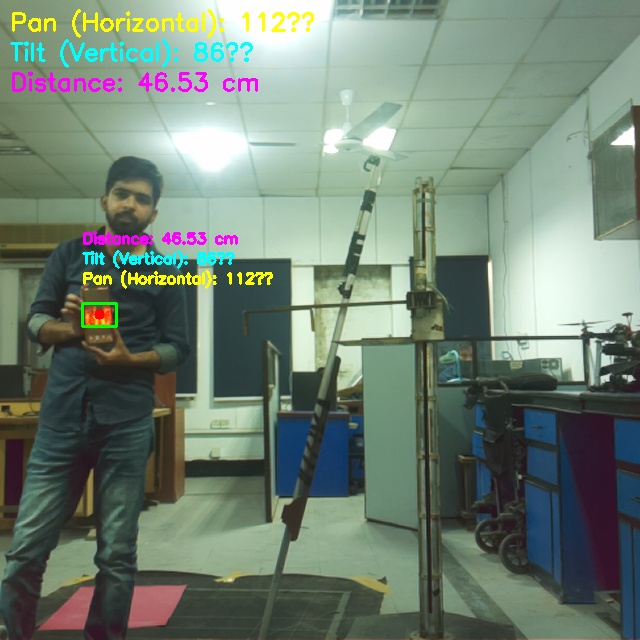 Pan (Horizontal): 112??
Tilt (Vertical): 86??
Distance: 46.53 cm
Distance: 46.53 cm
Tilt (Vertical): 86??
Pan (Horizontal): 112??